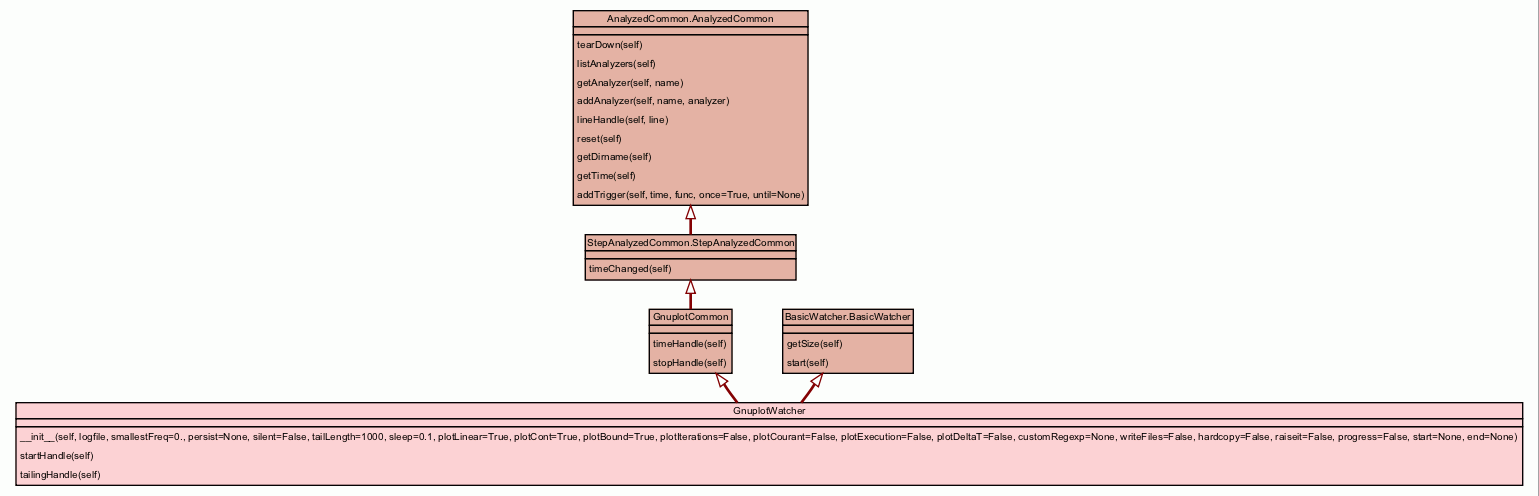 AnalyzedCommon.AnalyzedCommon
tearDown(self)
listAnalyzers(self)
getAnalyzer(self, name)
addAnalyzer(self, name, analyzer)
lineHandle(self, line)
reset(self)
getDirname(self)
getTime(self)
addTrigger(self, time, func, once=True, until=None)
StepAnalyzedCommon.StepAnalyzedCommon
timeChanged(self)
GnuplotCommon
timeHandle(self)
stopHandle(self)
BasicWatcher.BasicWatcher
getSize(self)
start(self)
GnuplotWatcher
__init__(self, logfile, smallestFreq=0., persist=None, silent=False, tailLength=1000, sleep=0.1, plotLinear=True, plotCont=True, plotBound=True, plotIterations=False, plotCourant=False, plotExecution=False, plotDeltaT=False, customRegexp=None, writeFiles=False, hardcopy=False, raiseit=False, progress=False, start=None, end=None)
startHandle(self)
tailingHandle(self)